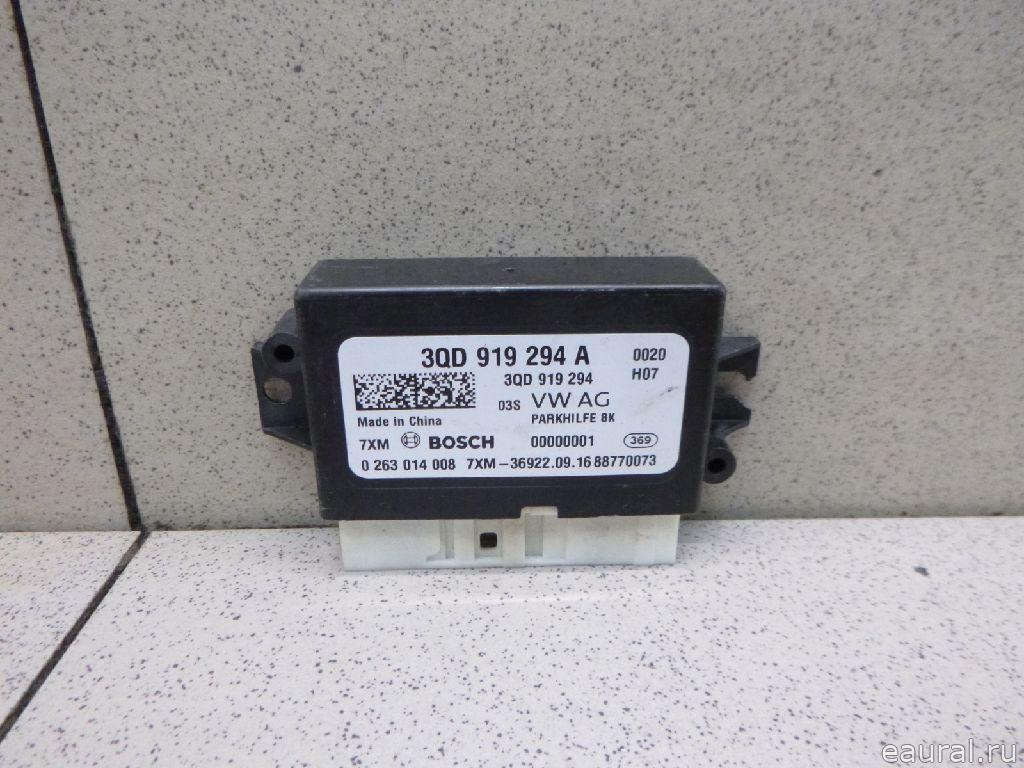 3QD 919 294 A 0020
3QD 919 294 H07
03S VW AG
Made in China PARKHILFE 8K
7XM BOSCH 00000001 369
0 263 014 008 7XM-36922.09.16 88770073
eaural.ru